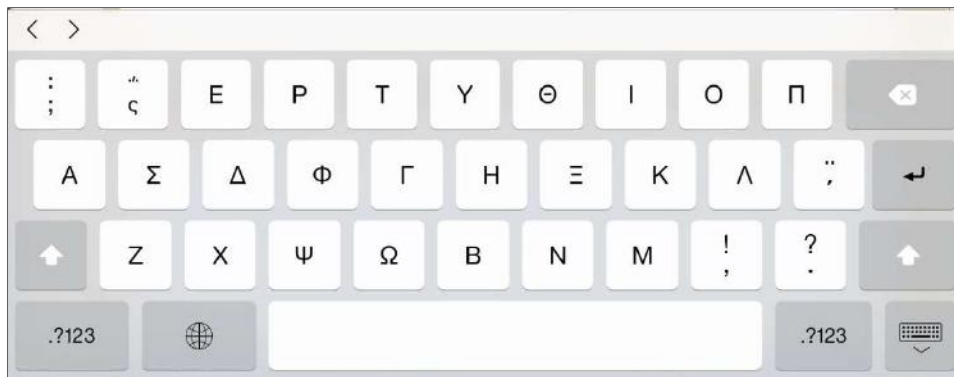 : ; ς Ε Ρ Τ Υ Θ Ι Ο Π
Α Σ Δ Φ Γ Η Ξ Κ Λ ¨ ΄
Ζ Χ Ψ Ω Β Ν Μ ! , ? .
.?123 .?123